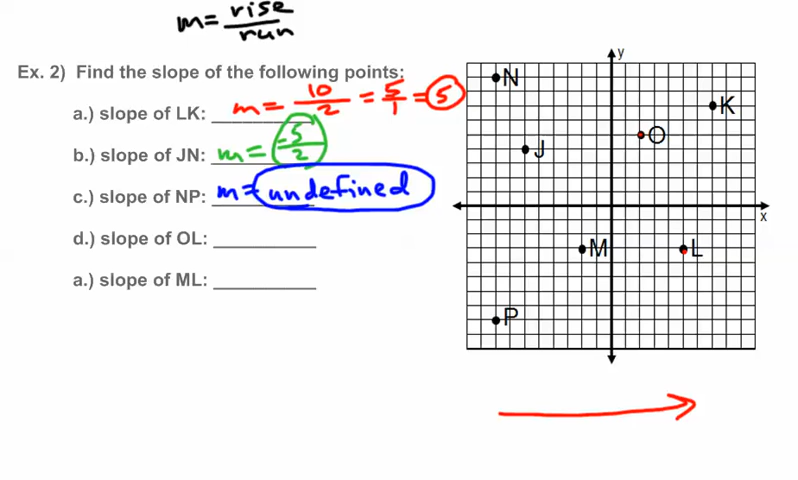 m = rise/run
Ex. 2) Find the slope of the following points:
a.) slope of LK: m = 10/2 = 5/1 = 5
b.) slope of JN: m = -5/2
c.) slope of NP: m = undefined
d.) slope of OL:
a.) slope of ML:
y
N
K
O
J
x
M
L
P